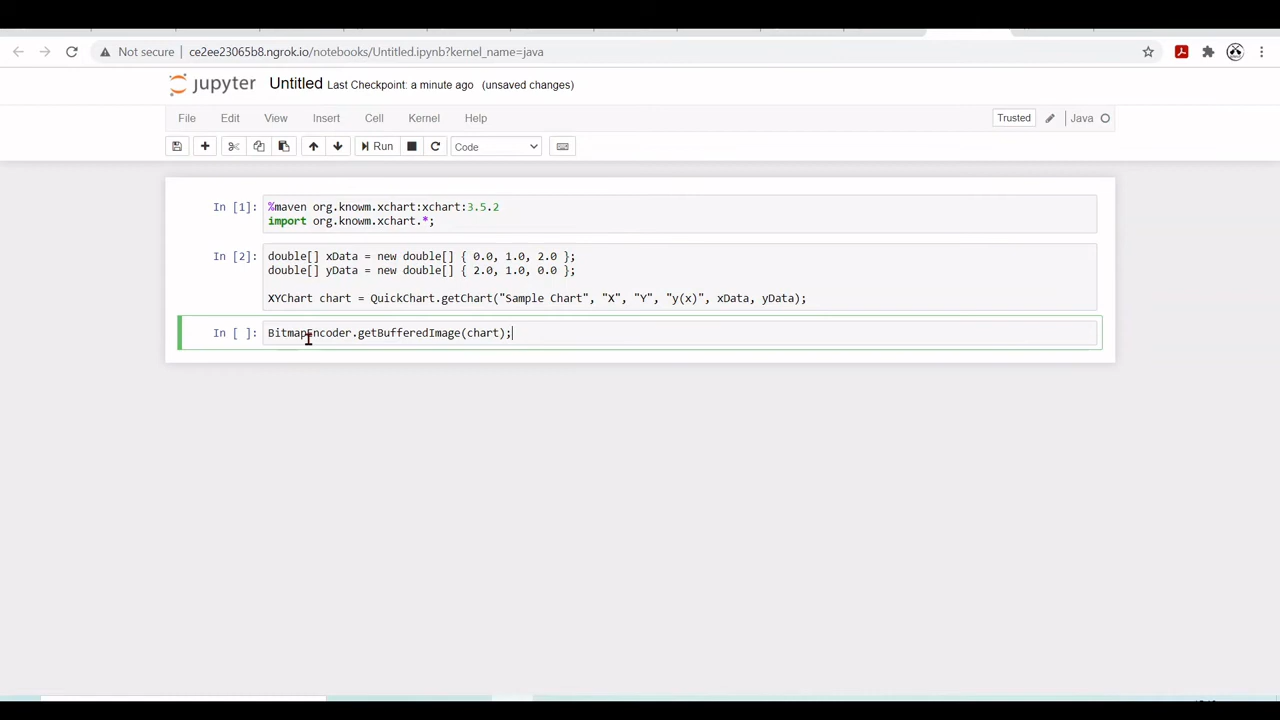 Not secure ce2ee23065b8.ngrok.io/notebooks/Untitled.ipynb?kernel_name=java
jupyter Untitled Last Checkpoint: a minute ago (unsaved changes)
File Edit View Insert Cell Kernel Help Trusted Java
Run Code
In [1]: %maven org.knowm.xchart:xchart:3.5.2
import org.knowm.xchart.*;
In [2]: double[] xData = new double[] { 0.0, 1.0, 2.0 };
double[] yData = new double[] { 2.0, 1.0, 0.0 };
XYChart chart = QuickChart.getChart("Sample Chart", "X", "Y", "y(x)", xData, yData);
In [ ]: BitmapEncoder.getBufferedImage(chart);